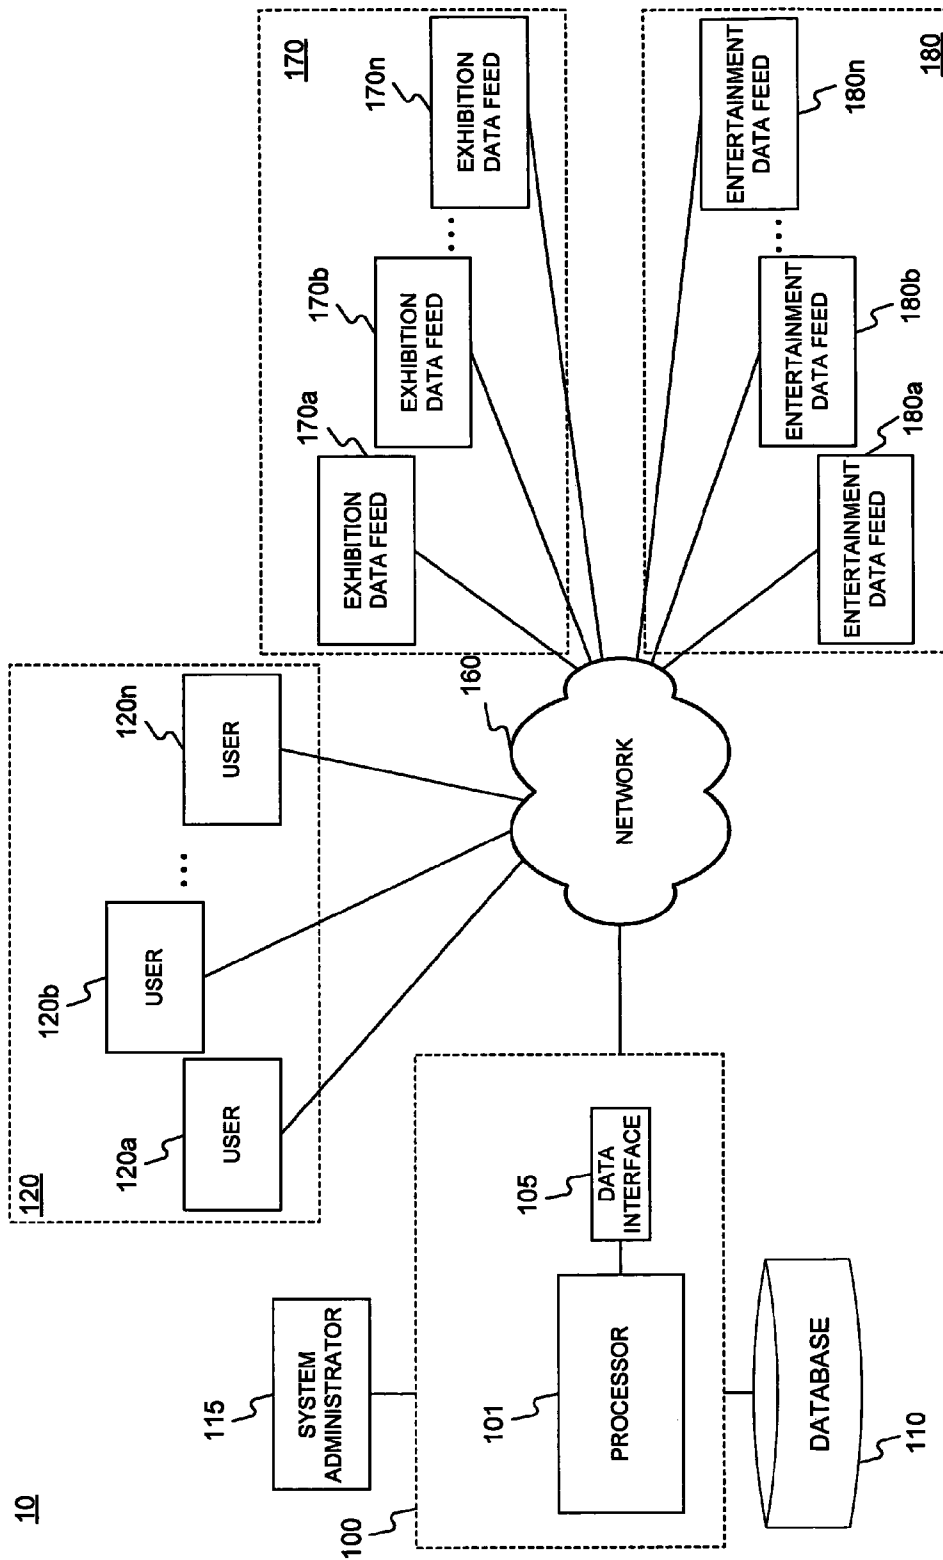 10
120
120a
USER
120b
USER
...
120n
USER
170
170a
EXHIBITION
DATA FEED
170b
EXHIBITION
DATA FEED
...
170n
EXHIBITION
DATA FEED
115
SYSTEM
ADMINISTRATOR
100
101
PROCESSOR
105
DATA
INTERFACE
160
NETWORK
DATABASE
110
180a
ENTERTAINMENT
DATA FEED
180b
ENTERTAINMENT
DATA FEED
...
180n
ENTERTAINMENT
DATA FEED
180